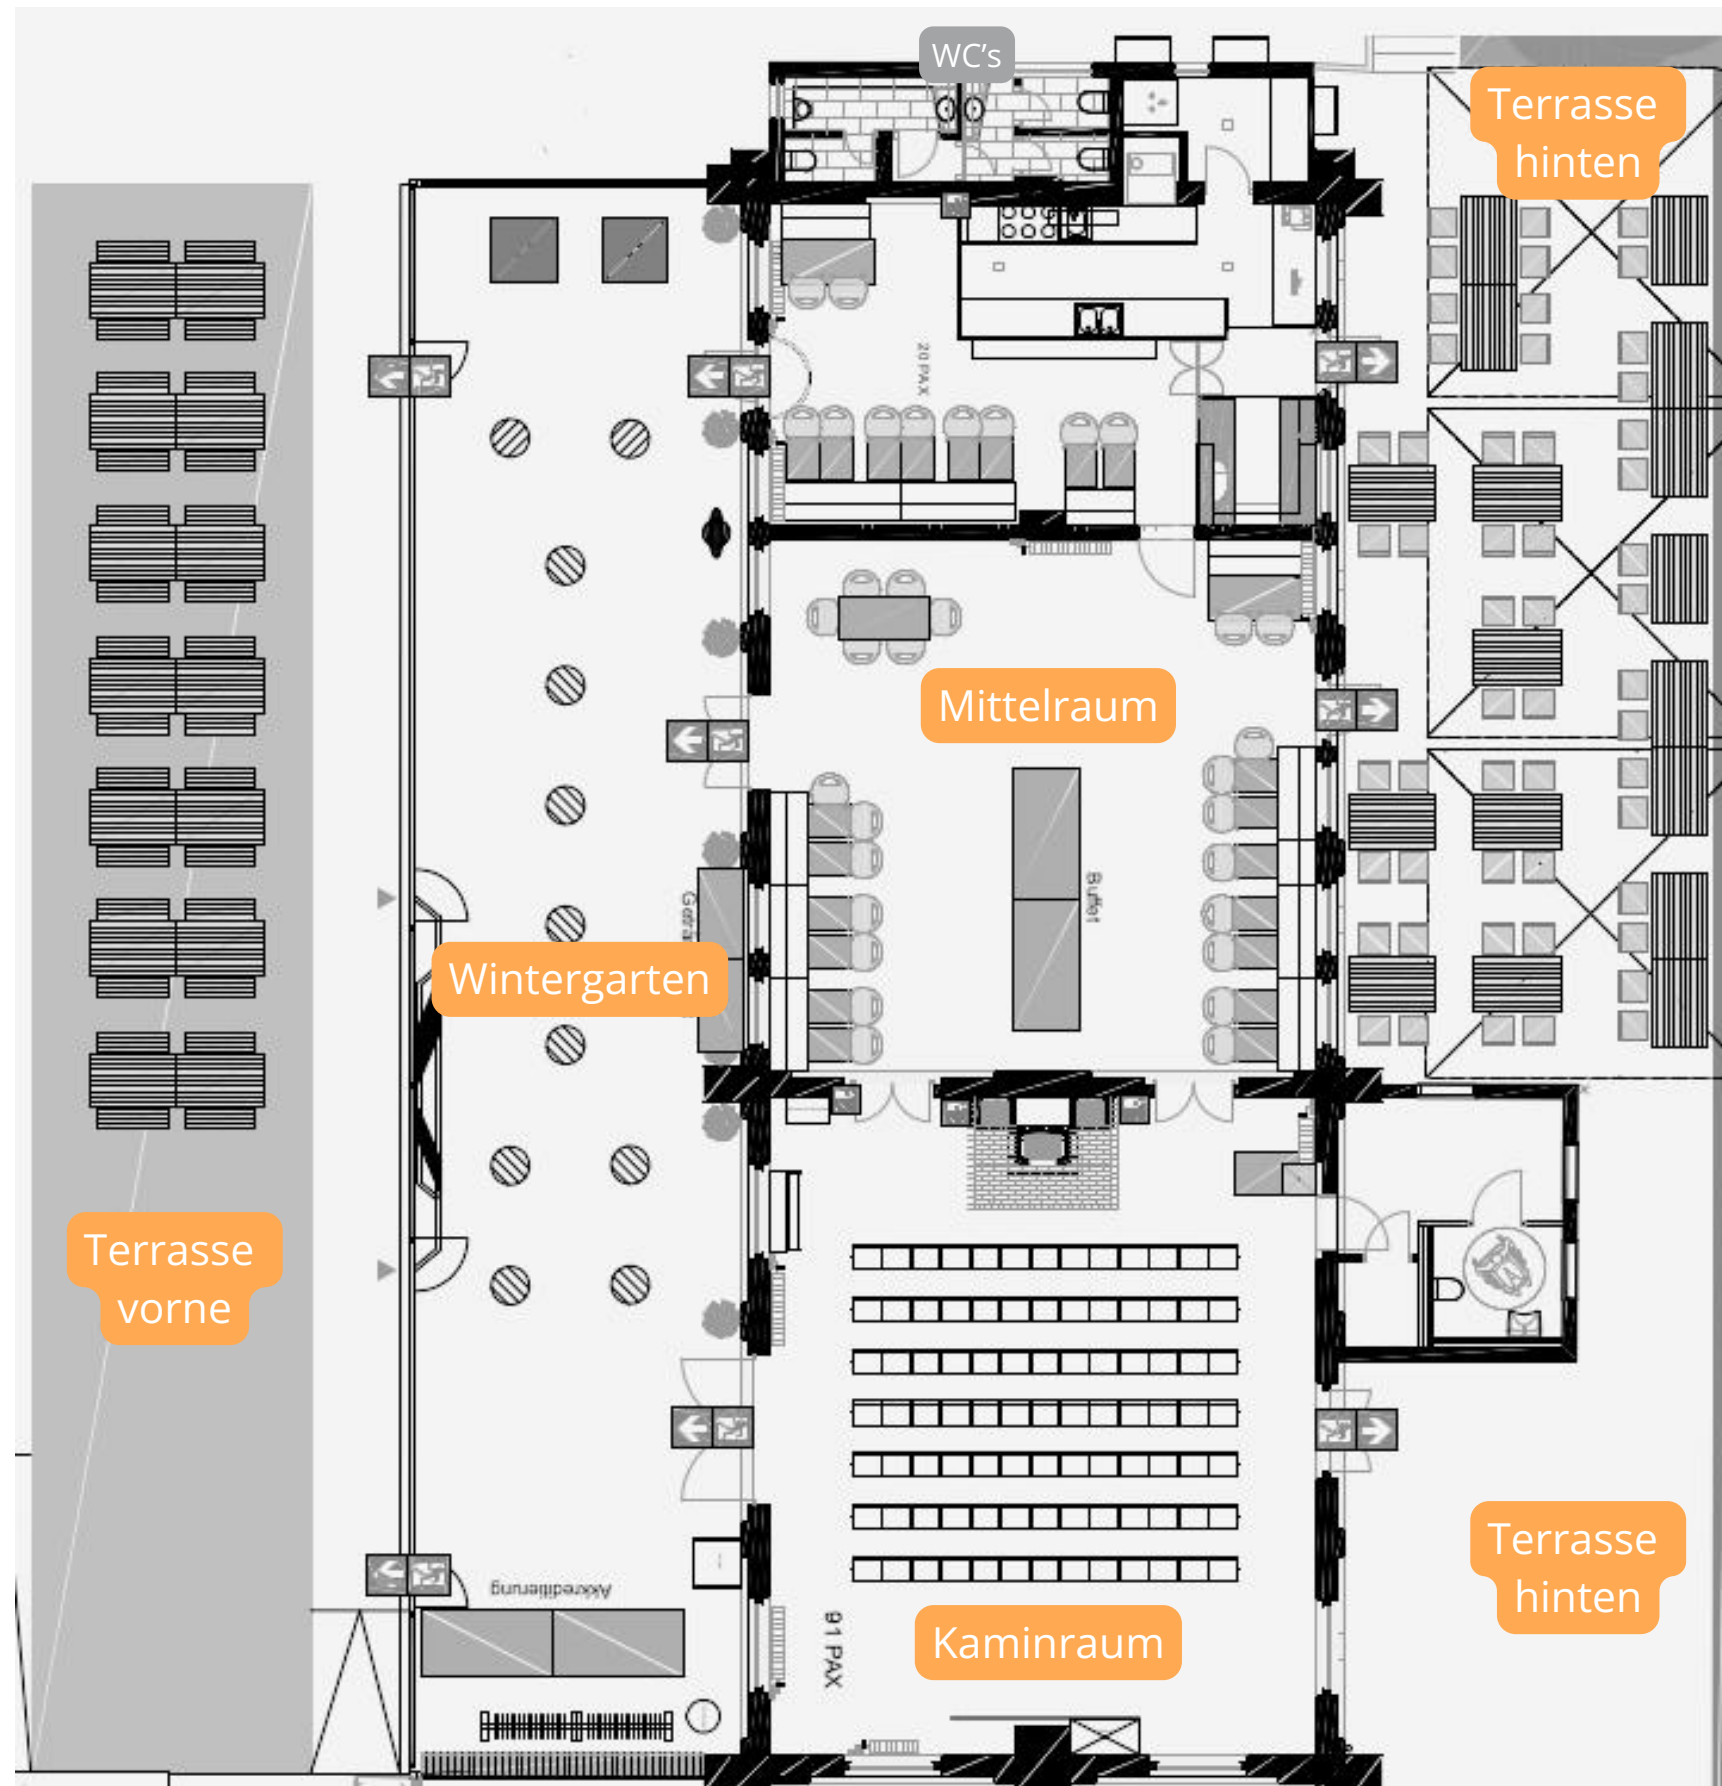 WC's
Terrasse
hinten
20 PAX
Mittelraum
Buffet
Wintergarten
Terrasse
vorne
Terrasse
hinten
Akkreditierung
91 PAX
Kaminraum